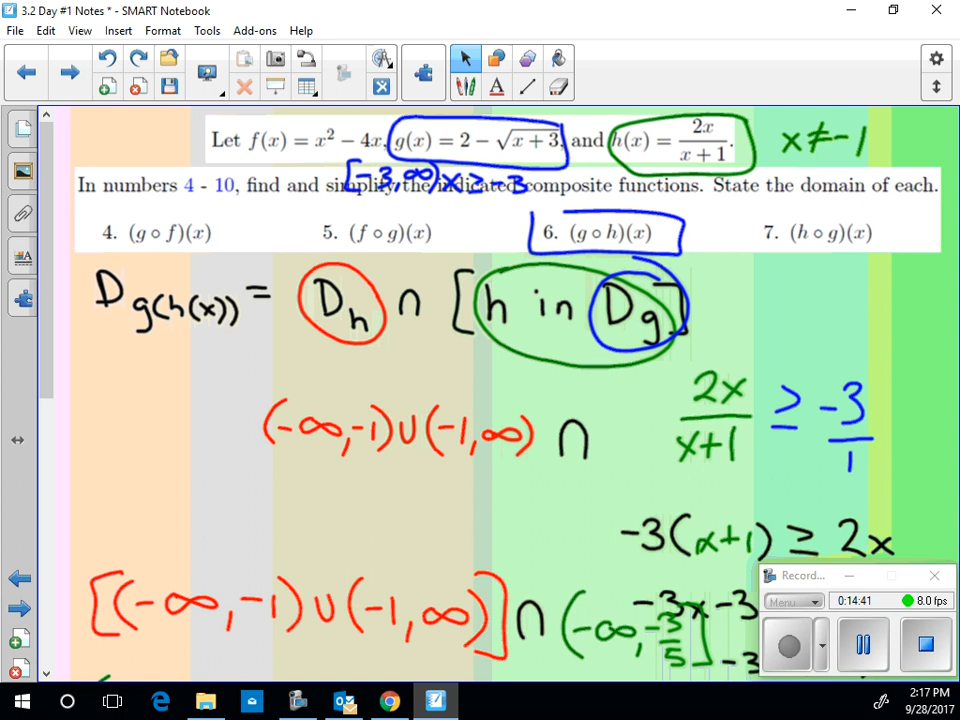 3.2 Day #1 Notes * - SMART Notebook
File Edit View Insert Format Tools Add-ons Help
Let f(x) = x² − 4x, g(x) = 2 − √(x + 3), and h(x) = 2x/(x + 1). x ≠ -1
[-3, ∞) x ≥ -3
In numbers 4 - 10, find and simplify the indicated composite functions. State the domain of each.
4. (g ∘ f)(x) 5. (f ∘ g)(x) 6. (g ∘ h)(x) 7. (h ∘ g)(x)
D g(h(x)) = D h ∩ [h in D g]
(-∞, -1) ∪ (-1, ∞) ∩ 2x/(x+1) ≥ -3/1
-3(x+1) ≥ 2x
[(-∞, -1) ∪ (-1, ∞)] ∩ (-∞, -3/5]
-3x -3
-3
Record...
Menu
0:14:41 8.0 fps
2:17 PM
9/28/2017